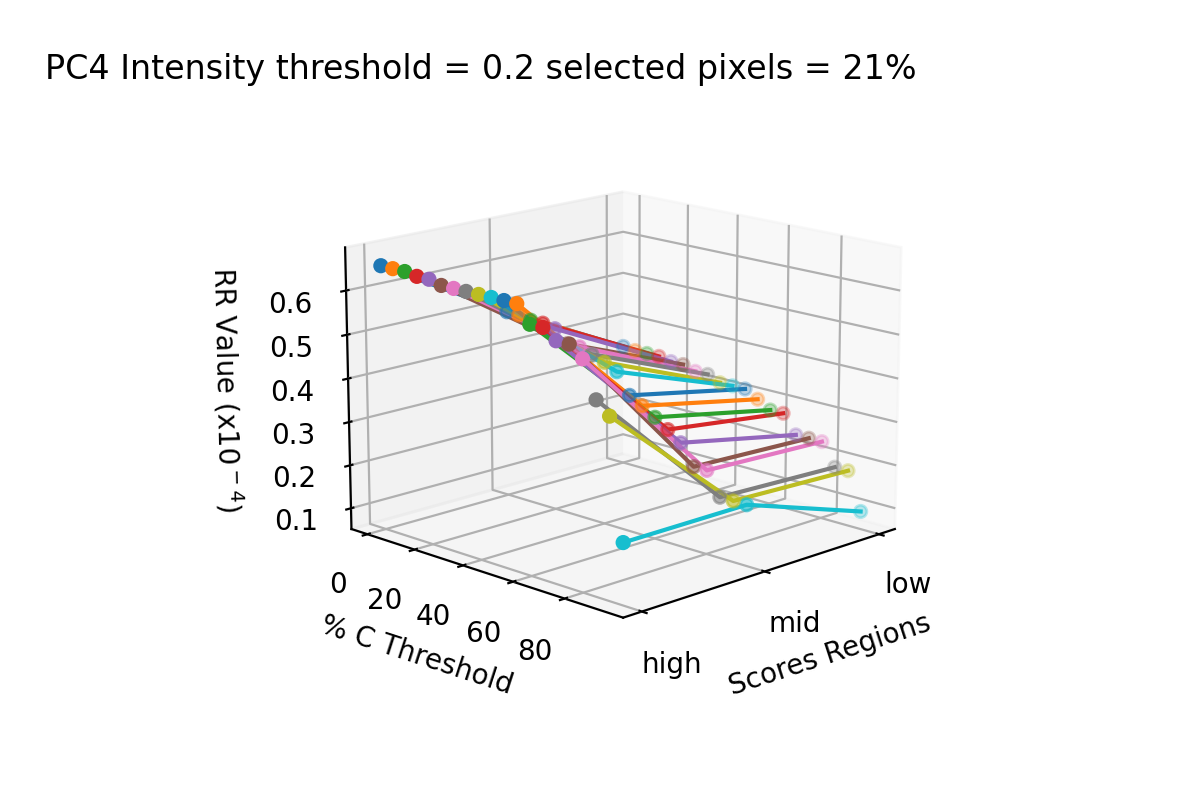 PC4 Intensity threshold = 0.2 selected pixels = 21%
RR Value (x10⁻⁴)
0.6
0.5
0.4
0.3
0.2
0.1
0
20
40
60
80
% C Threshold
high
mid
low
Scores Regions